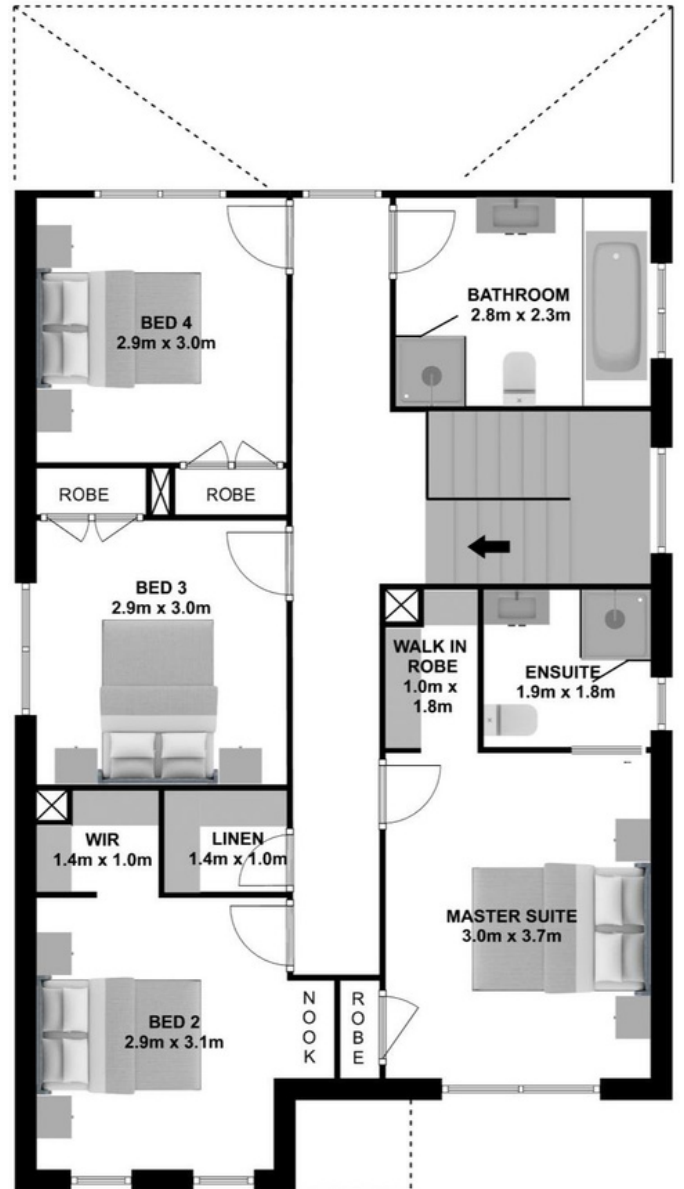 BED 4
2.9m x 3.0m
BATHROOM
2.8m x 2.3m
ROBE
ROBE
BED 3
2.9m x 3.0m
WALK IN
ROBE
1.0m x
1.8m
ENSUITE
1.9m x 1.8m
WIR
1.4m x 1.0m
LINEN
1.4m x 1.0m
MASTER SUITE
3.0m x 3.7m
BED 2
2.9m x 3.1m
NOOK
ROBE